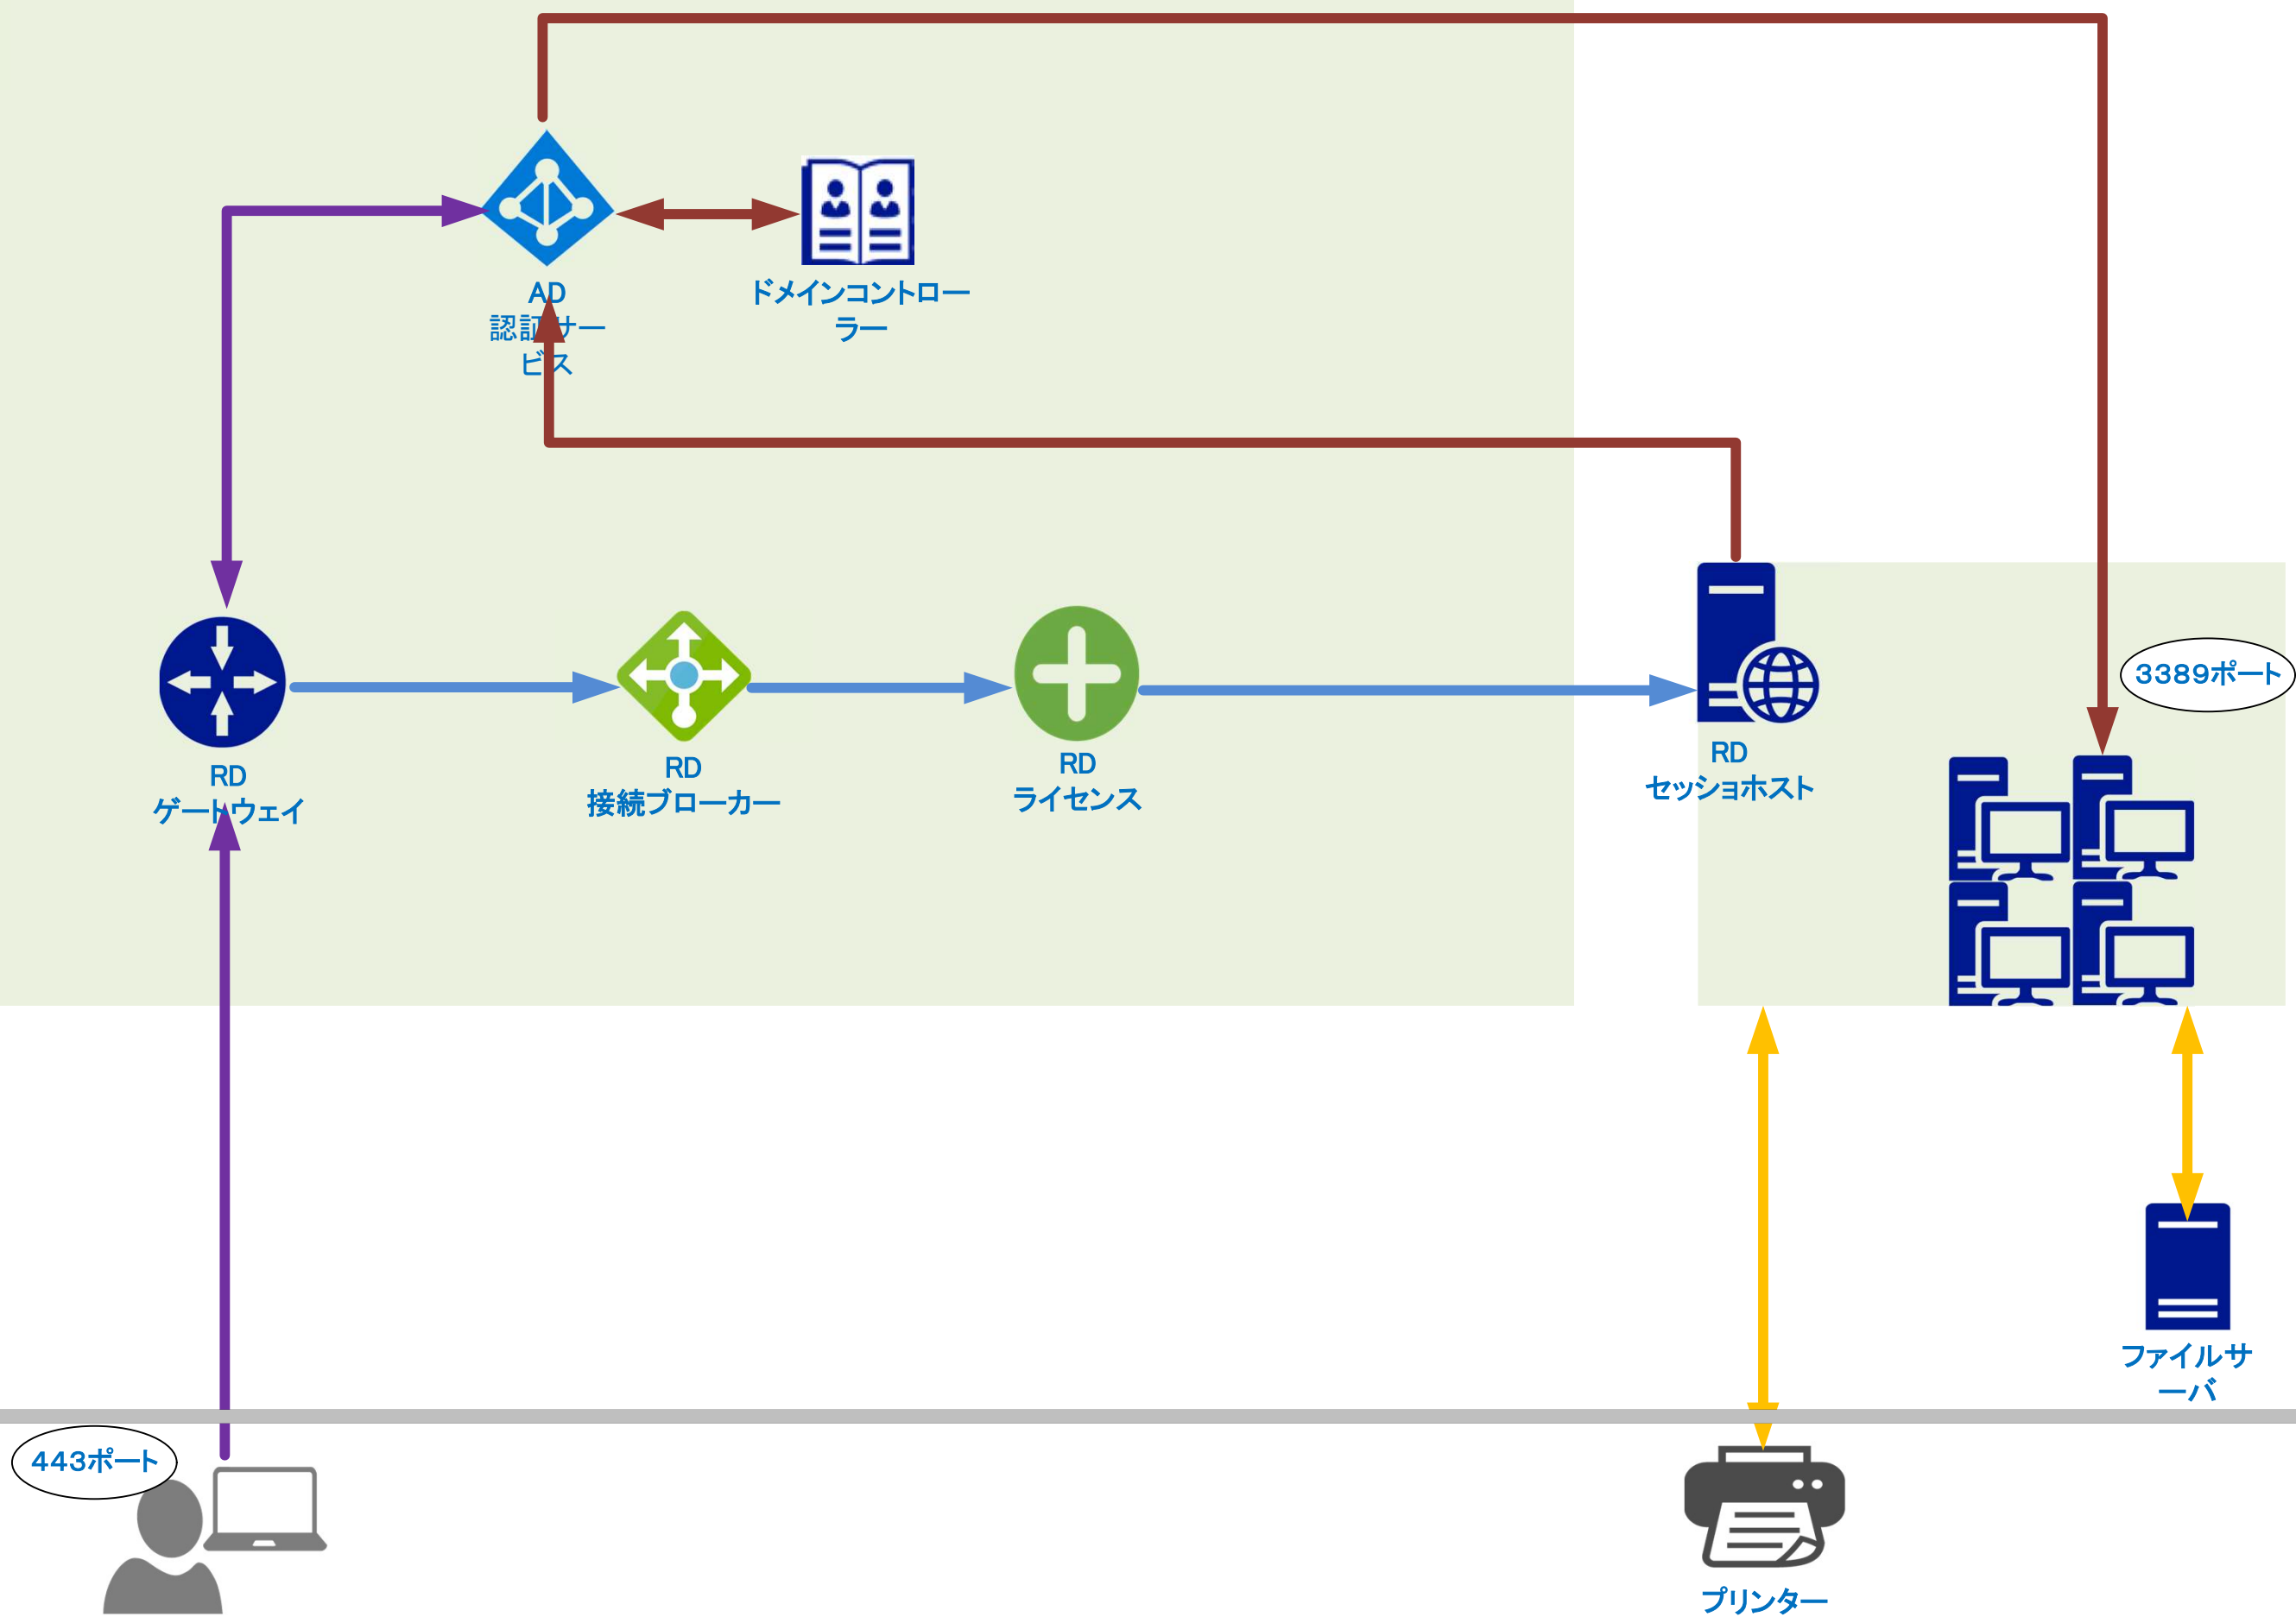 AD
認証サー
ビス
ドメインコントロー
ラー
3389ポート
RD
ゲートウェイ
RD
接続ブローカー
RD
ライセンス
RD
セッショホスト
ファイルサ
ーバ
443ポート
プリンター